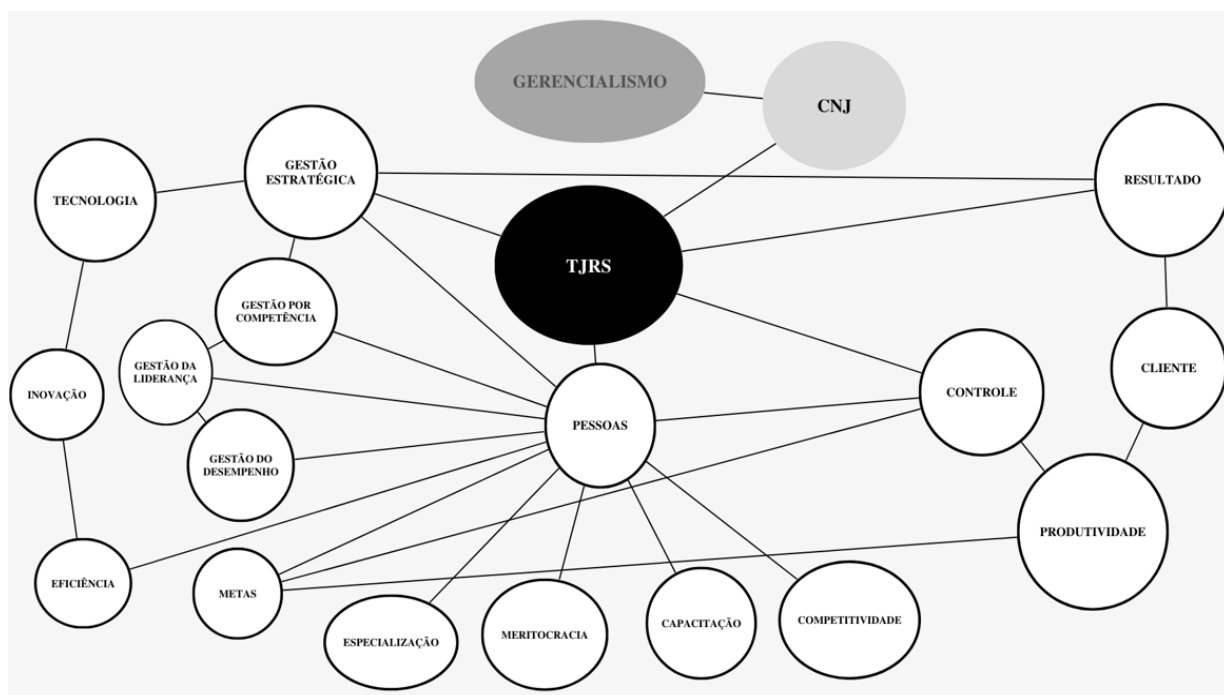 GERENCIALISMO
CNJ
GESTÃO
ESTRATÉGICA
RESULTADO
TECNOLOGIA
TJRS
GESTÃO POR
COMPETÊNCIA
GESTÃO DA
LIDERANÇA
CLIENTE
INOVAÇÃO
CONTROLE
PESSOAS
GESTÃO DO
DESEMPENHO
PRODUTIVIDADE
EFICIÊNCIA
METAS
ESPECIALIZAÇÃO
MERITOCRACIA
CAPACITAÇÃO
COMPETITIVIDADE